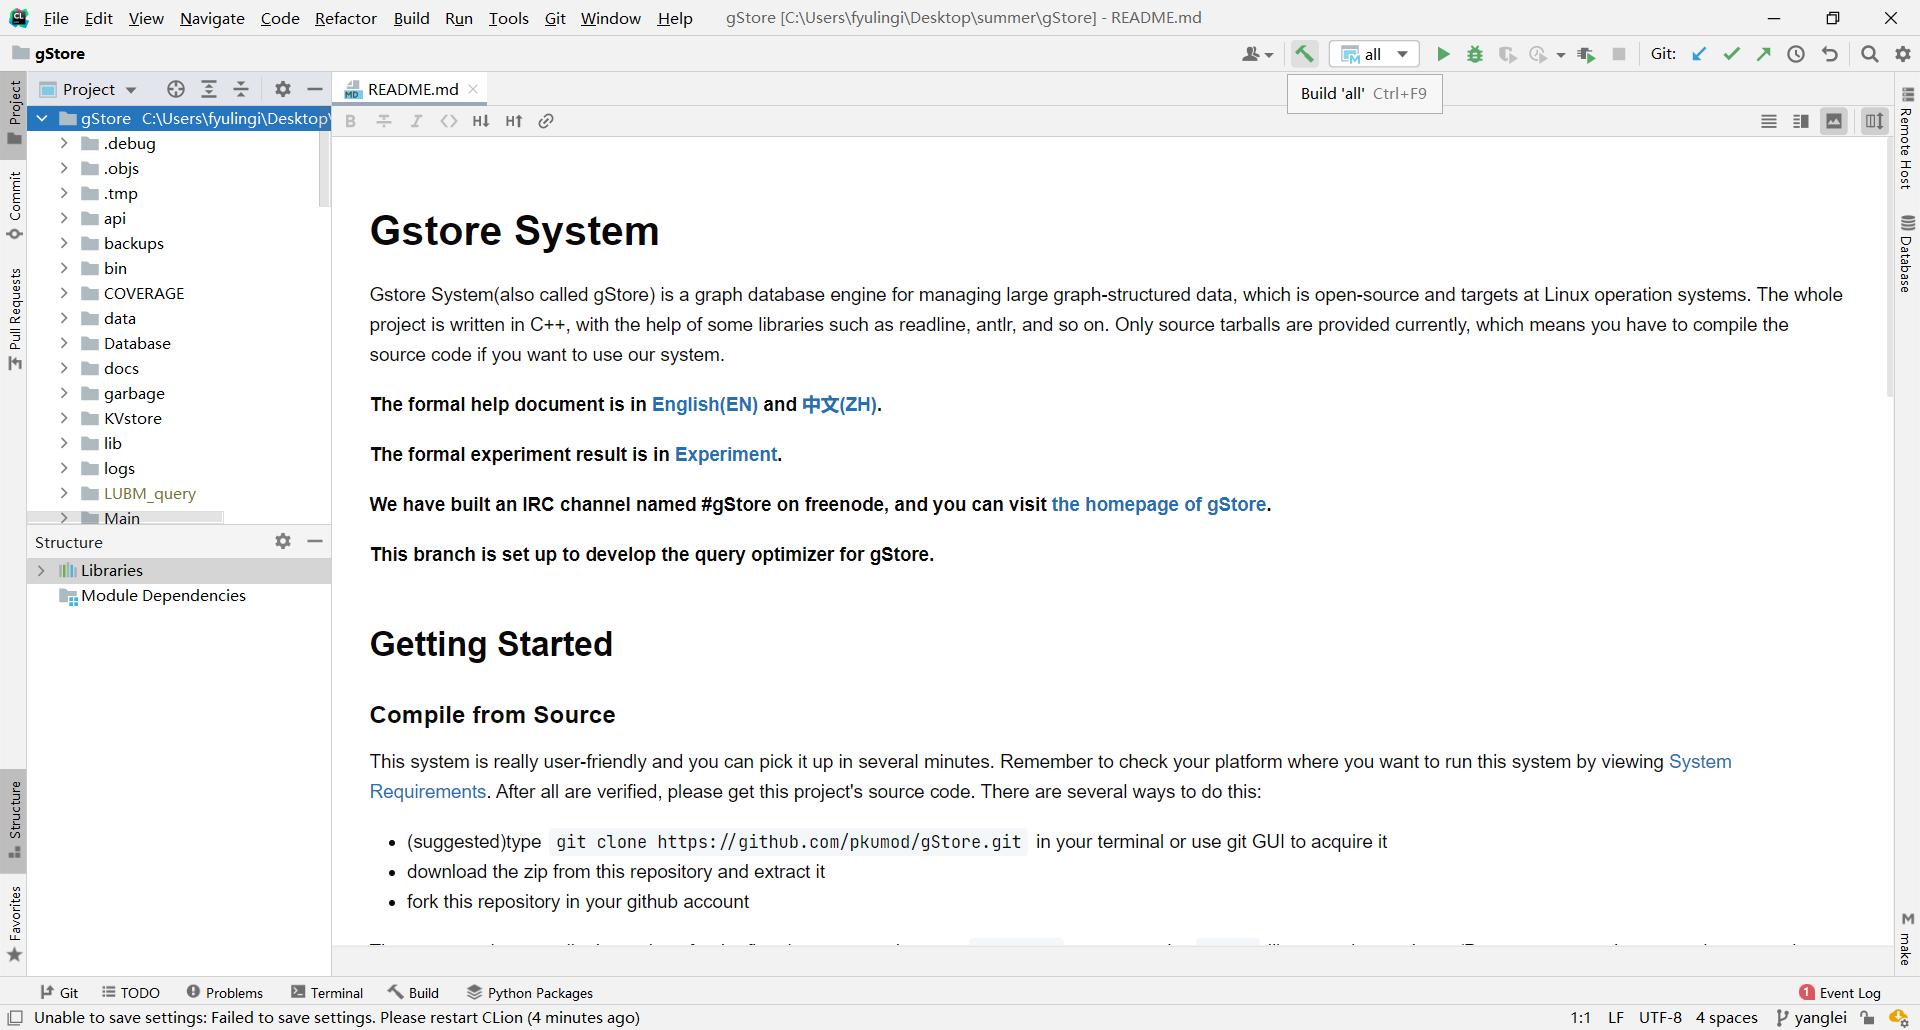 File Edit View Navigate Code Refactor Build Run Tools Git Window Help gStore [C:\Users\fyulingi\Desktop\summer\gStore] - README.md
gStore
all
Git:
Project
README.md
Build 'all' Ctrl+F9
gStore C:\Users\fyulingi\Desktop\
.debug
.objs
.tmp
api
backups
bin
COVERAGE
data
Database
docs
garbage
KVstore
lib
logs
LUBM_query
Main
Structure
Libraries
Module Dependencies
Project
Commit
Pull Requests
Structure
Favorites
B I H↓ H↑
Gstore System
Gstore System(also called gStore) is a graph database engine for managing large graph-structured data, which is open-source and targets at Linux operation systems. The whole
project is written in C++, with the help of some libraries such as readline, antlr, and so on. Only source tarballs are provided currently, which means you have to compile the
source code if you want to use our system.
The formal help document is in English(EN) and 中文(ZH).
The formal experiment result is in Experiment.
We have built an IRC channel named #gStore on freenode, and you can visit the homepage of gStore.
This branch is set up to develop the query optimizer for gStore.
Getting Started
Compile from Source
This system is really user-friendly and you can pick it up in several minutes. Remember to check your platform where you want to run this system by viewing System
Requirements. After all are verified, please get this project's source code. There are several ways to do this:
• (suggested)type git clone https://github.com/pkumod/gStore.git in your terminal or use git GUI to acquire it
• download the zip from this repository and extract it
• fork this repository in your github account
Remote Host
Database
make
Git TODO Problems Terminal Build Python Packages
1 Event Log
Unable to save settings: Failed to save settings. Please restart CLion (4 minutes ago)
1:1 LF UTF-8 4 spaces yanglei